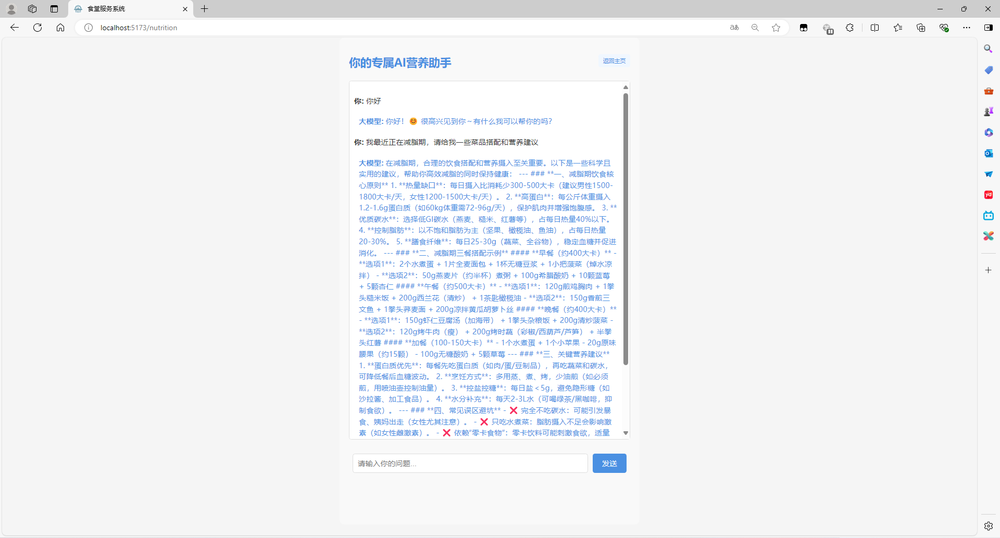 食堂服务系统
localhost:5173/nutrition
你的专属AI营养助手
返回主页
你: 你好
大模型: 你好！😊 很高兴见到你～有什么我可以帮你的吗?
你: 我最近正在减脂期，请给我一些菜品搭配和营养建议
大模型: 在减脂期，合理的饮食搭配和营养摄入至关重要。以下是一些科学且
实用的建议，帮助你高效减脂的同时保持健康： --- ### **一、减脂期饮食核
心原则** 1. **热量缺口**：每日摄入比消耗少300-500大卡（建议男性1500-
1800大卡/天，女性1200-1500大卡/天）。 2. **高蛋白**：每公斤体重摄入
1.2-1.6g蛋白质（如60kg体重需72-96g/天），保护肌肉并增强饱腹感。 3. **
优质碳水**：选择低GI碳水（燕麦、糙米、红薯等），占每日热量40%以下。
4. **控制脂肪**：以不饱和脂肪为主（坚果、橄榄油、鱼油），占每日热量
20-30%。 5. **膳食纤维**：每日25-30g（蔬菜、全谷物），稳定血糖并促进
消化。 --- ### **二、减脂期三餐搭配示例** #### **早餐（约400大卡）** -
**选项1**：2个水煮蛋 + 1片全麦面包 + 1杯无糖豆浆 + 1小把菠菜（焯水凉
拌） - **选项2**：50g燕麦片（约半杯）煮粥 + 100g希腊酸奶 + 10颗蓝莓
+ 5颗杏仁 #### **午餐（约500大卡）** - **选项1**：120g煎鸡胸肉 + 1拳
头糙米饭 + 200g西兰花（清炒） + 1茶匙橄榄油 - **选项2**：150g香煎三
文鱼 + 1拳头荞麦面 + 200g凉拌黄瓜胡萝卜丝 #### **晚餐（约400大卡）**
- **选项1**：150g虾仁豆腐汤（加海带） + 1拳头杂粮饭 + 200g清炒菠菜 -
**选项2**：120g烤牛肉（瘦） + 200g烤时蔬（彩椒/西葫芦/芦笋） + 半拳
头红薯 #### **加餐（100-150大卡）** - 1个水煮蛋 + 1个小苹果 - 20g原味
腰果（约15颗） - 100g无糖酸奶 + 5颗草莓 --- ### **三、关键营养建议**
1. **蛋白质优先**：每餐先吃蛋白质（如肉/蛋/豆制品），再吃蔬菜和碳水，
可降低餐后血糖波动。 2. **烹饪方式**：多用蒸、煮、烤，少油煎（如必须
煎，用喷油壶控制油量）。 3. **控盐控糖**：每日盐＜5g，避免隐形糖（如
沙拉酱、加工食品）。 4. **水分补充**：每天2-3L水（可喝绿茶/黑咖啡，抑
制食欲）。 --- ### **四、常见误区避坑** - ❌ 完全不吃碳水：可能引发暴
食、姨妈出走（女性尤其注意）。 - ❌ 只吃水煮菜：脂肪摄入不足会影响激
素（如女性雌激素）。 - ❌ 依赖“零卡食物”：零卡饮料可能刺激食欲，适量
请输入你的问题...
发送